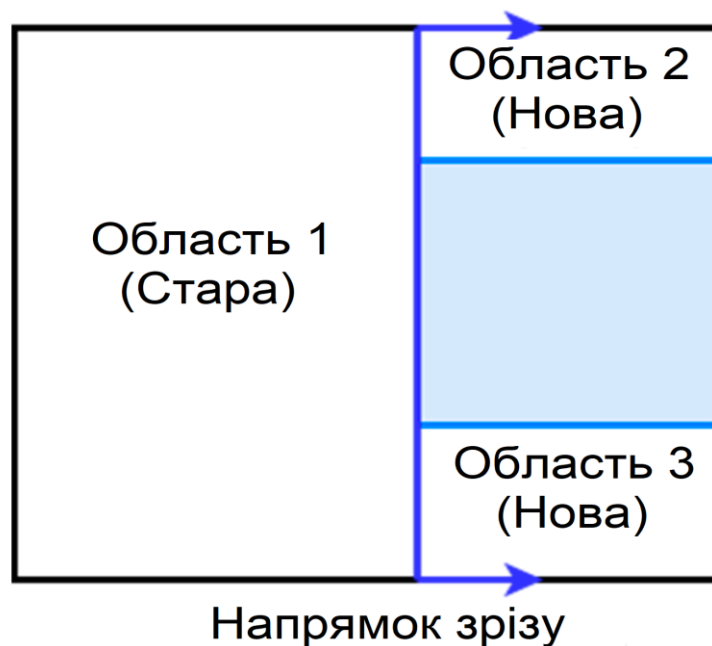 Область 2
(Нова)
Область 1
(Стара)
Область 3
(Нова)
Напрямок зрізу